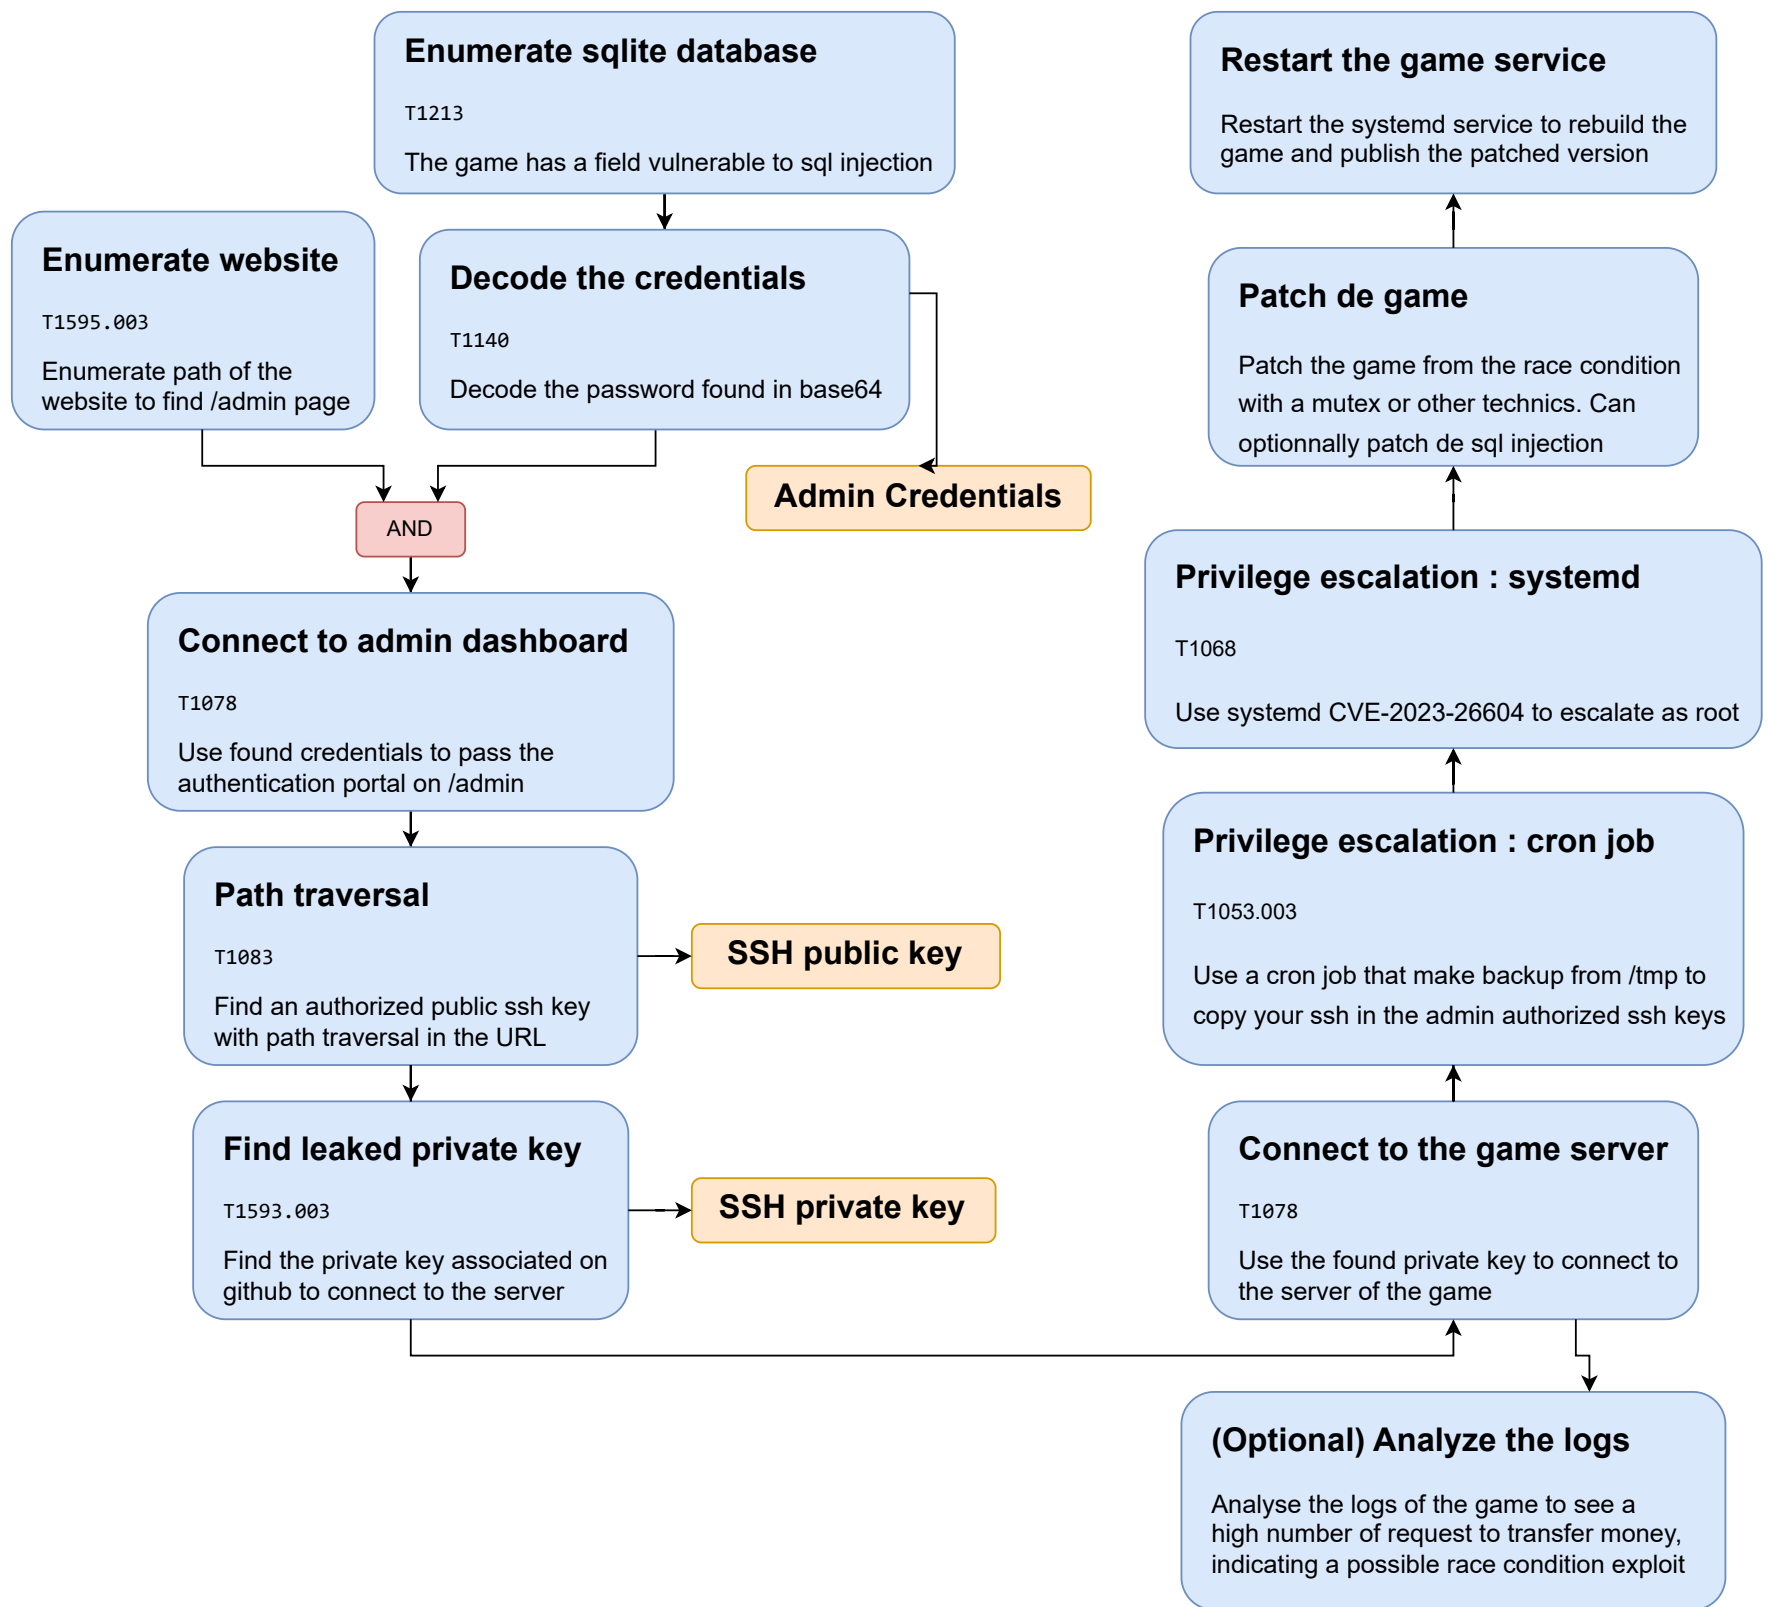 Enumerate sqlite database
T1213
The game has a field vulnerable to sql injection
Enumerate website
T1595.003
Enumerate path of the
website to find /admin page
Decode the credentials
T1140
Decode the password found in base64
Admin Credentials
AND
Connect to admin dashboard
T1078
Use found credentials to pass the
authentication portal on /admin
Path traversal
T1083
Find an authorized public ssh key
with path traversal in the URL
SSH public key
Find leaked private key
T1593.003
Find the private key associated on
github to connect to the server
SSH private key
Restart the game service
Restart the systemd service to rebuild the
game and publish the patched version
Patch de game
Patch the game from the race condition
with a mutex or other technics. Can
optionnally patch de sql injection
Privilege escalation : systemd
T1068
Use systemd CVE-2023-26604 to escalate as root
Privilege escalation : cron job
T1053.003
Use a cron job that make backup from /tmp to
copy your ssh in the admin authorized ssh keys
Connect to the game server
T1078
Use the found private key to connect to
the server of the game
(Optional) Analyze the logs
Analyse the logs of the game to see a
high number of request to transfer money,
indicating a possible race condition exploit